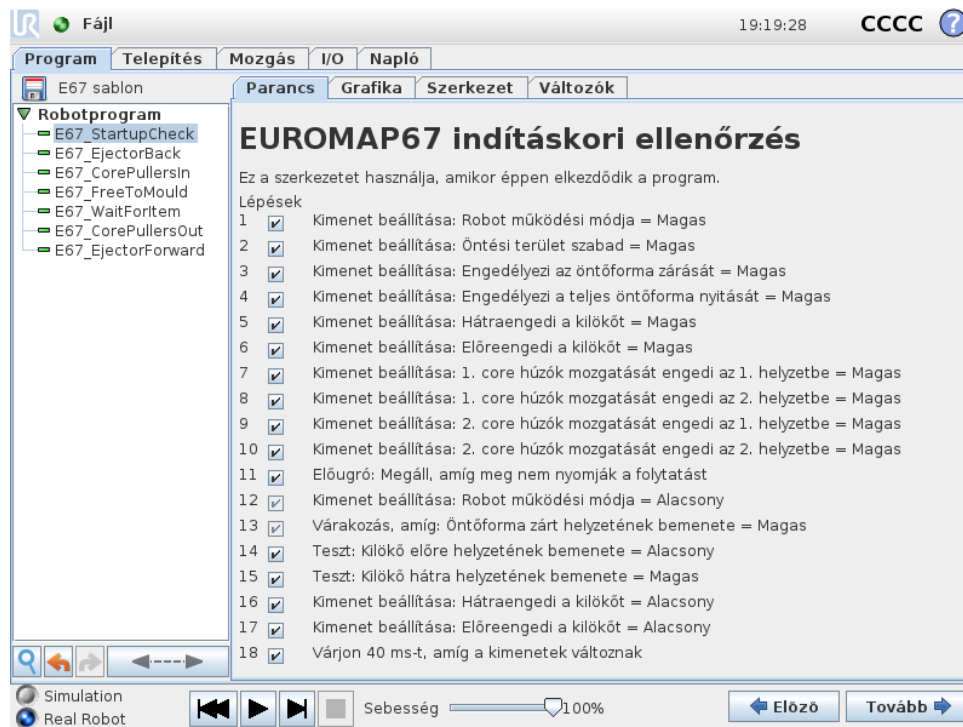 UR Fájl 19:19:28 CCCC ?
Program Telepítés Mozgás I/O Napló
E67 sablon
Parancs Grafika Szerkezet Változók
Robotprogram
E67_StartupCheck
E67_EjectorBack
E67_CorePullersIn
E67_FreeToMould
E67_WaitForItem
E67_CorePullersOut
E67_EjectorForward
EUROMAP67 indításkori ellenőrzés
Ez a szerkezetet használja, amikor éppen elkezdődik a program.
Lépések
1 Kimenet beállítása: Robot működési módja = Magas
2 Kimenet beállítása: Öntési terület szabad = Magas
3 Kimenet beállítása: Engedélyezi az öntőforma zárását = Magas
4 Kimenet beállítása: Engedélyezi a teljes öntőforma nyitását = Magas
5 Kimenet beállítása: Hátraengedi a kilökőt = Magas
6 Kimenet beállítása: Előreengedi a kilökőt = Magas
7 Kimenet beállítása: 1. core húzók mozgatását engedi az 1. helyzetbe = Magas
8 Kimenet beállítása: 1. core húzók mozgatását engedi az 2. helyzetbe = Magas
9 Kimenet beállítása: 2. core húzók mozgatását engedi az 1. helyzetbe = Magas
10 Kimenet beállítása: 2. core húzók mozgatását engedi az 2. helyzetbe = Magas
11 Előugró: Megáll, amíg meg nem nyomják a folytatást
12 Kimenet beállítása: Robot működési módja = Alacsony
13 Várakozás, amíg: Öntőforma zárt helyzetének bemenete = Magas
14 Teszt: Kilökő előre helyzetének bemenete = Alacsony
15 Teszt: Kilökő hátra helyzetének bemenete = Magas
16 Kimenet beállítása: Hátraengedi a kilökőt = Alacsony
17 Kimenet beállítása: Előreengedi a kilökőt = Alacsony
18 Várjon 40 ms-t, amíg a kimenetek változnak
Simulation
Real Robot
Sebesség 100%
Előző
Tovább